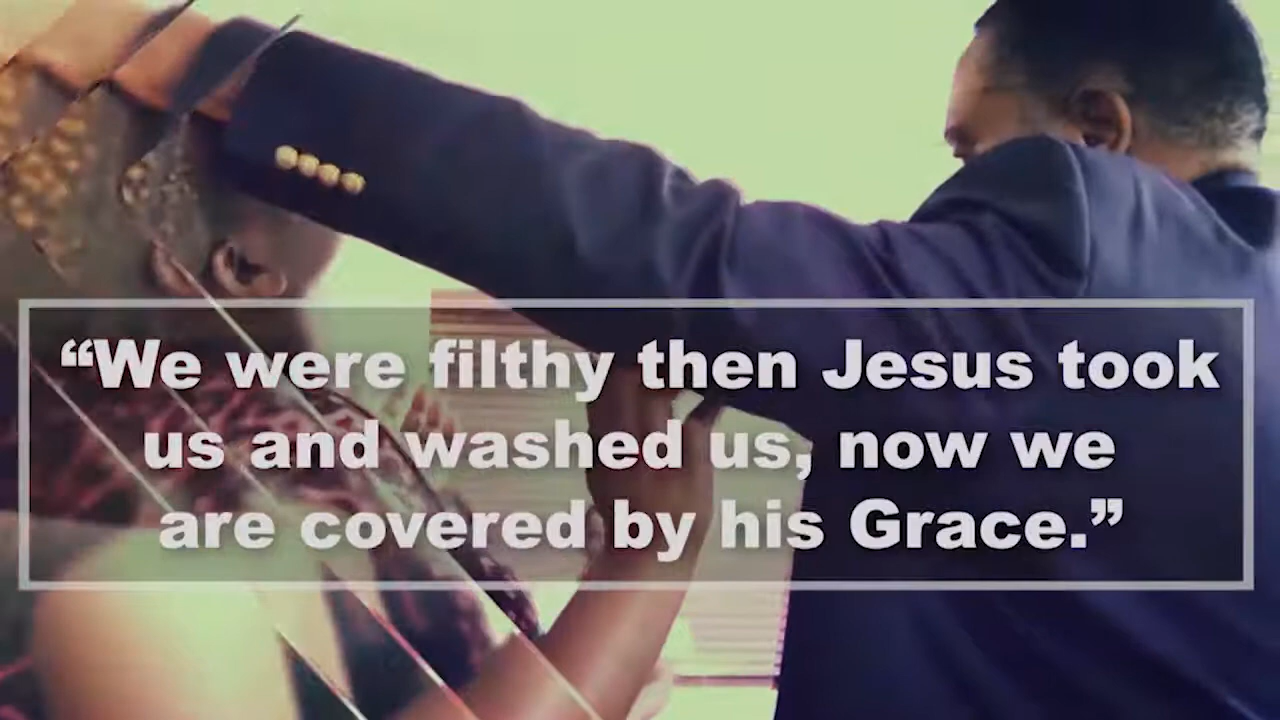 “We were filthy then Jesus took
us and washed us, now we
are covered by his Grace.”